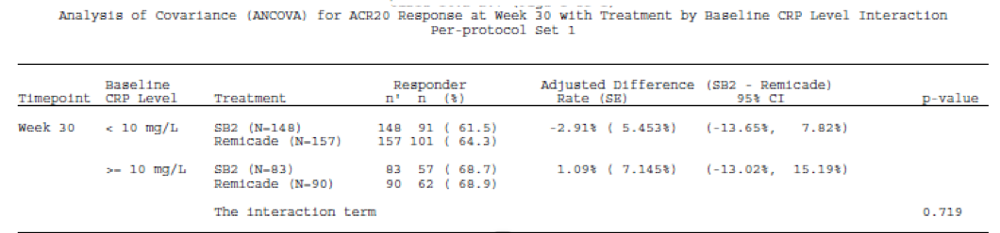 Analysis of Covariance (ANCOVA) for ACR20 Response at Week 30 with Treatment by Baseline CRP Level Interaction
Per-protocol Set 1
Baseline Responder Adjusted Difference (SB2 - Remicade)
Timepoint CRP Level Treatment n' n (%) Rate (SE) 95% CI p-value
Week 30 < 10 mg/L SB2 (N=148) 148 91 ( 61.5) -2.91% ( 5.453%) (-13.65%, 7.82%)
Remicade (N=157) 157 101 ( 64.3)
>= 10 mg/L SB2 (N=83) 83 57 ( 68.7) 1.09% ( 7.145%) (-13.02%, 15.19%)
Remicade (N=90) 90 62 ( 68.9)
The interaction term 0.719